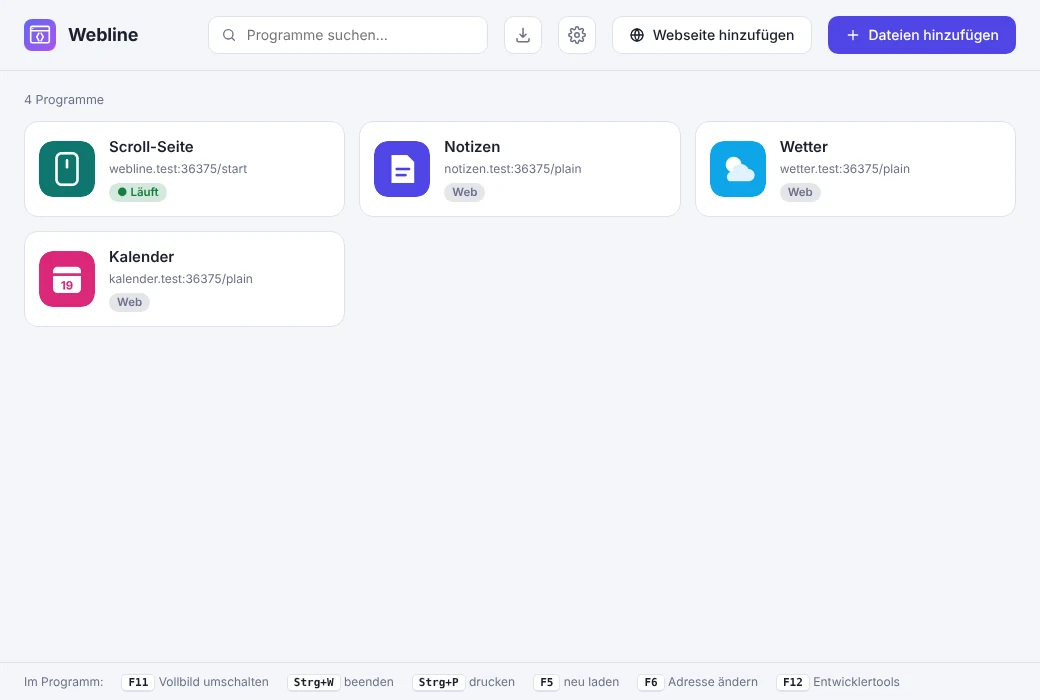 Webline
Programme suchen...
Webseite hinzufügen
Dateien hinzufügen
4 Programme
Scroll-Seite
webline.test:36375/start
Läuft
Notizen
notizen.test:36375/plain
Web
Wetter
wetter.test:36375/plain
Web
19
Kalender
kalender.test:36375/plain
Web
Im Programm: F11 Vollbild umschalten Strg+W beenden Strg+P drucken F5 neu laden F6 Adresse ändern F12 Entwicklertools